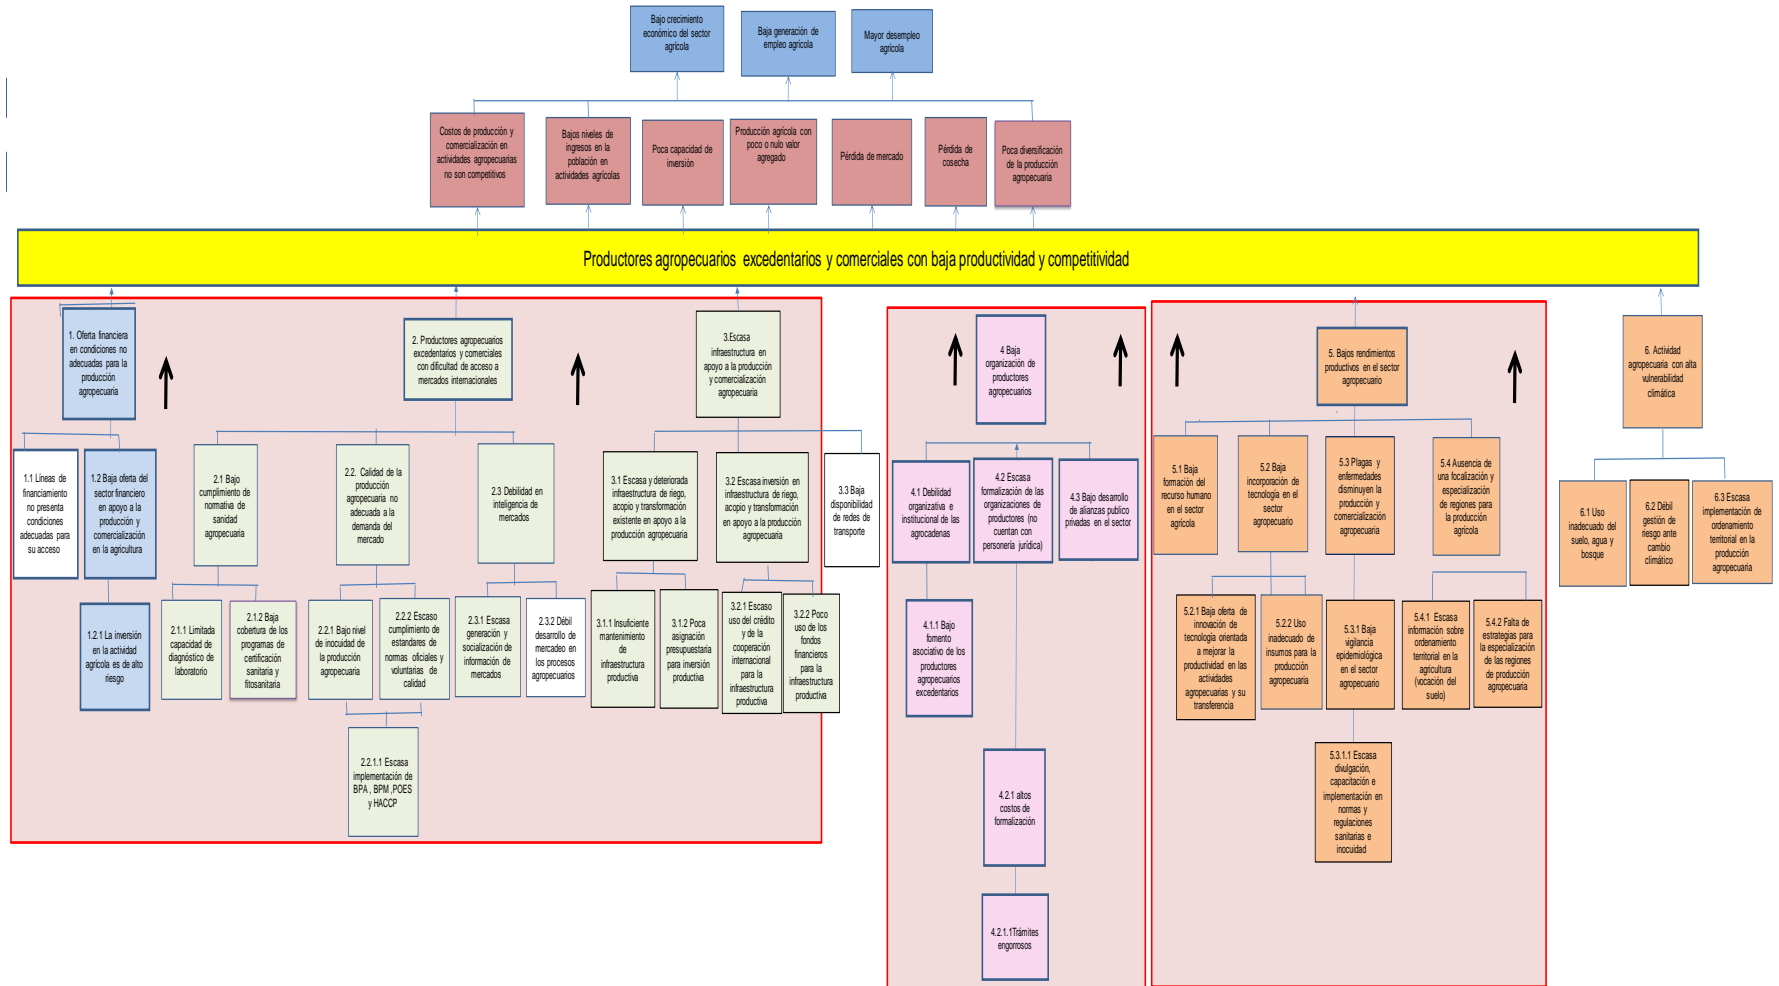 Bajo crecimiento
económico del sector
agrícola
Baja generación de
empleo agrícola
Mayor desempleo
agrícola
Costos de producción y
comercialización en
actividades agropecuarias
no son competitivos
Bajos niveles de
ingresos en la
población en
actividades agrícolas
Poca capacidad de
inversión
Producción agrícola con
poco o nulo valor
agregado
Pérdida de mercado
Pérdida de
cosecha
Poca diversificación
de la producción
agropecuaria
Productores agropecuarios excedentarios y comerciales con baja productividad y competitividad
1. Oferta financiera
en condiciones no
adecuadas para la
producción
agropecuaria
2. Productores agropecuarios
excedentarios y comerciales
con dificultad de acceso a
mercados internacionales
3.Escasa
infraestructura en
apoyo a la producción
y comercialización
agropecuaria
4 Baja
organización de
productores
agropecuarios
5. Bajos rendimientos
productivos en el sector
agropecuario
6. Actividad
agropecuaria con alta
vulnerabilidad
climática
1.1 Líneas de
financiamiento
no presenta
condiciones
adecuadas para
su acceso
1.2 Baja oferta del
sector financiero
en apoyo a la
producción y
comercialización
en la agricultura
2.1 Bajo
cumplimiento de
normativa de
sanidad
agropecuaria
2.2. Calidad de la
producción
agropecuaria no
adecuada a la
demanda del
mercado
2.3 Debilidad en
inteligencia de
mercados
3.1 Escasa y deteriorada
infraestructura de riego,
acopio y transformación
existente en apoyo a la
producción agropecuaria
3.2 Escasa inversión en
infraestructura de riego,
acopio y transformación
en apoyo a la producción
agropecuaria
3.3 Baja
disponibilidad
de redes de
transporte
4.1 Debilidad
organizativa e
institucional de las
agrocadenas
4.2 Escasa
formalización de las
organizaciones de
productores (no
cuentan con
personería jurídica)
4.3 Bajo desarrollo
de alianzas publico
privadas en el sector
5.1 Baja
formación del
recurso humano
en el sector
agrícola
5.2 Baja
incorporación de
tecnología en el
sector
agropecuario
5.3 Plagas y
enfermedades
disminuyen la
producción y
comercialización
agropecuaria
5.4 Ausencia de
una focalización y
especialización
de regiones para
la producción
agrícola
6.1 Uso
inadecuado del
suelo, agua y
bosque
6.2 Débil
gestión de
riesgo ante
cambio
climático
6.3 Escasa
implementación de
ordenamiento
territorial en la
producción
agropecuaria
1.2.1 La inversión
en la actividad
agrícola es de alto
riesgo
2.1.1 Limitada
capacidad de
diagnóstico de
laboratorio
2.1.2 Baja
cobertura de los
programas de
certificación
sanitaria y
fitosanitaria
2.2.1 Bajo nivel
de inocuidad de
la producción
agropecuaria
2.2.2 Escaso
cumplimiento de
estandares de
normas oficiales y
voluntarias de
calidad
2.3.1 Escasa
generación y
socialización de
información de
mercados
2.3.2 Débil
desarrollo de
mercadeo en
los procesos
agropecuarios
3.1.1 Insuficiente
mantenimiento
de
infraestructura
productiva
3.1.2 Poca
asignación
presupuestaria
para inversión
productiva
3.2.1 Escaso
uso del crédito
y de la
cooperación
internacional
para la
infraestructura
productiva
3.2.2 Poco
uso de los
fondos
financieros
para la
infraestructura
productiva
4.1.1 Bajo
fomento
asociativo de los
productores
agropecuarios
excedentarios
5.2.1 Baja oferta de
innovación de
tecnología orientada
a mejorar la
productividad en las
actividades
agropecuarias y su
transferencia
5.2.2 Uso
inadecuado de
insumos para la
producción
agropecuaria
5.3.1 Baja
vigilancia
epidemiológica
en el sector
agropecuario
5.4.1 Escasa
información sobre
ordenamiento
territorial en la
agricultura
(vocación del
suelo)
5.4.2 Falta de
estrategias para
la especialización
de las regiones
de producción
agropecuaria
2.2.1.1 Escasa
implementación de
BPA , BPM ,POES
y HACCP
4.2.1 altos
costos de
formalización
5.3.1.1 Escasa
divulgación,
capacitación e
implementación en
normas y
regulaciones
sanitarias e
inocuidad
4.2.1.1Trámites
engorrosos